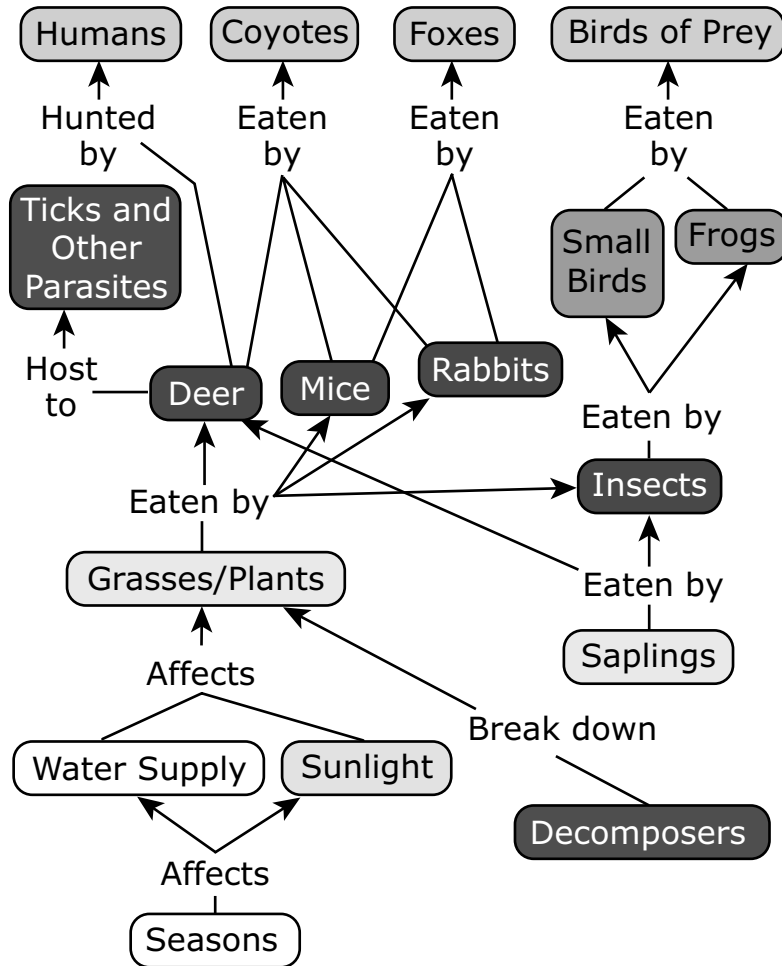 Humans
Coyotes
Foxes
Birds of Prey
Hunted
by
Eaten
by
Eaten
by
Eaten
by
Ticks and
Other
Parasites
Small
Birds
Frogs
Host
to
Deer
Mice
Rabbits
Eaten by
Insects
Eaten by
Grasses/Plants
Eaten by
Saplings
Affects
Break down
Water Supply
Sunlight
Decomposers
Affects
Seasons